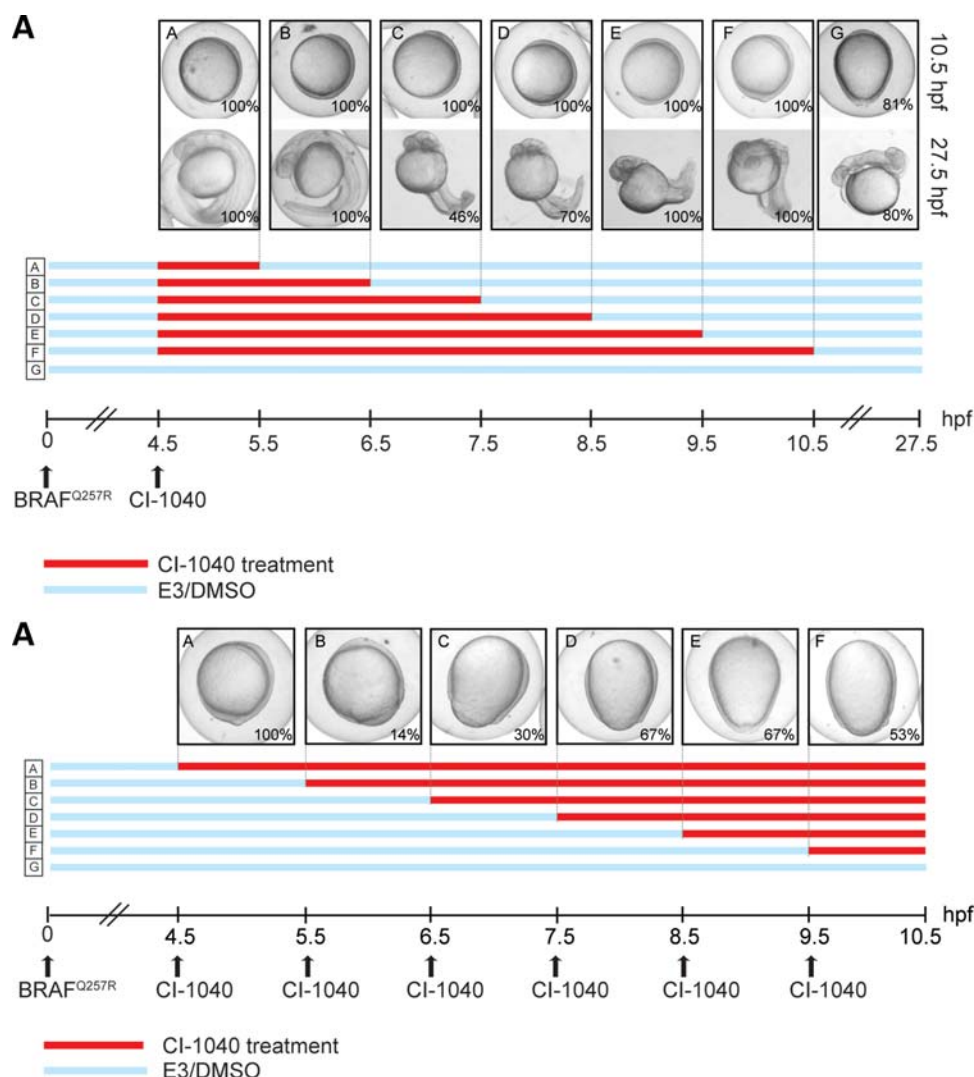 A
A B C D E F G
100% 100% 100% 100% 100% 100% 81%
10.5 hpf
100% 100% 46% 70% 100% 100% 80%
27.5 hpf
A
B
C
D
E
F
G
hpf
0 4.5 5.5 6.5 7.5 8.5 9.5 10.5 27.5
BRAFQ257R CI-1040
CI-1040 treatment
E3/DMSO
A
A B C D E F
100% 14% 30% 67% 67% 53%
A
B
C
D
E
F
G
hpf
0 4.5 5.5 6.5 7.5 8.5 9.5 10.5
BRAFQ257R CI-1040 CI-1040 CI-1040 CI-1040 CI-1040 CI-1040
CI-1040 treatment
E3/DMSO